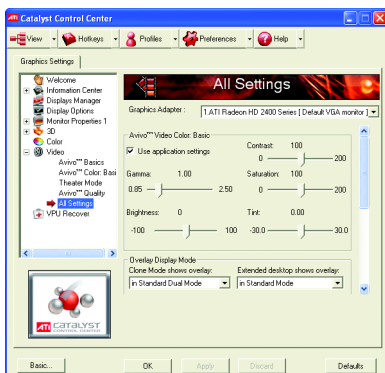 ATI Catalyst Control Center
View Hotkeys Profiles Preferences Help
Graphics Settings
Welcome
Information Center
Displays Manager
Display Options
Monitor Properties 1
3D
Color
Video
Avivo™ Basics
Avivo™ Color: Basi
Theater Mode
Avivo™ Quality
All Settings
VPU Recover
ATI CATALYST
CONTROL CENTER
All Settings
Graphics Adapter :
1.ATI Radeon HD 2400 Series [ Default VGA monitor ]
Avivo™ Video Color: Basic
Use application settings
Contrast: 100
0 200
Gamma: 1.00
0.85 2.50
Saturation: 100
0 200
Brightness: 0
-100 100
Tint: 0.00
-30.0 30.0
Overlay Display Mode
Clone Mode shows overlay:
in Standard Dual Mode
Extended desktop shows overlay:
in Standard Mode
Basic... OK Apply Discard Defaults